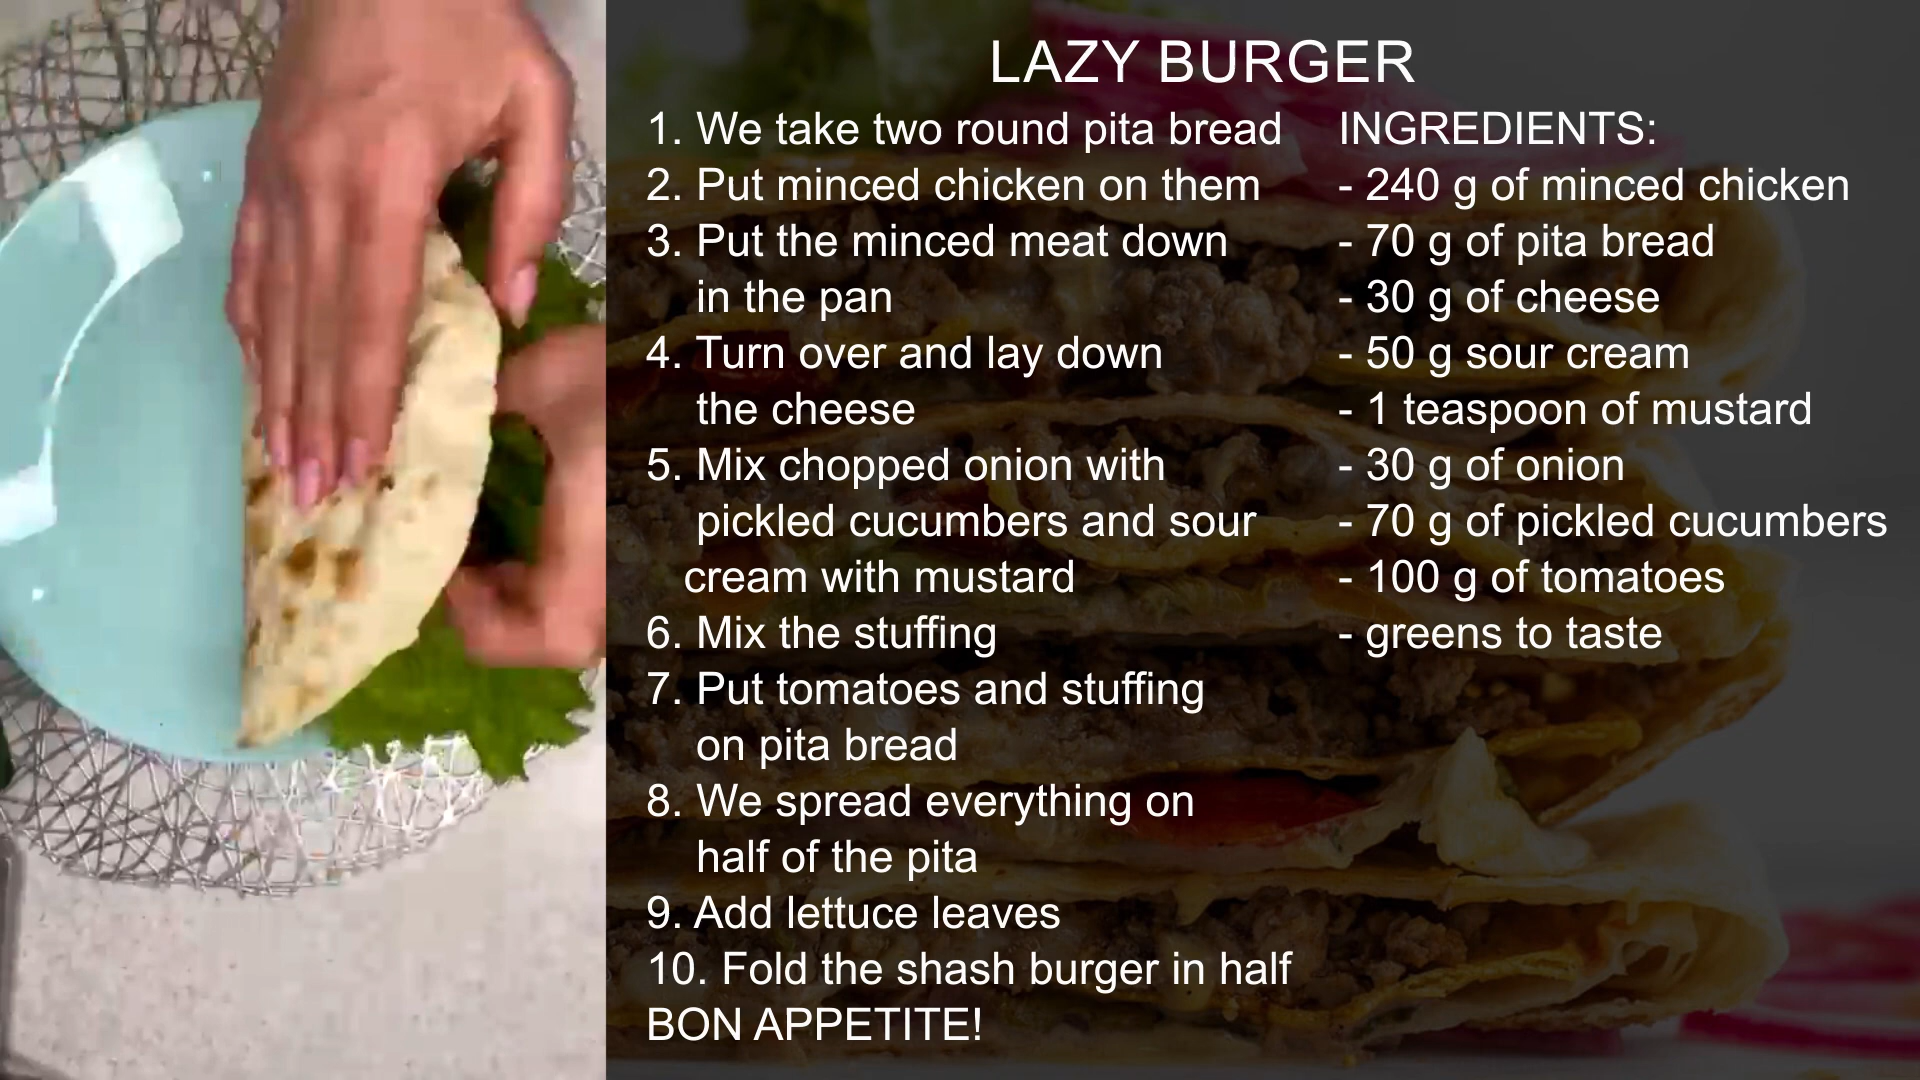 LAZY BURGER
1. We take two round pita bread
2. Put minced chicken on them
3. Put the minced meat down
in the pan
4. Turn over and lay down
the cheese
5. Mix chopped onion with
pickled cucumbers and sour
cream with mustard
6. Mix the stuffing
7. Put tomatoes and stuffing
on pita bread
8. We spread everything on
half of the pita
9. Add lettuce leaves
10. Fold the shash burger in half
BON APPETITE!
INGREDIENTS:
- 240 g of minced chicken
- 70 g of pita bread
- 30 g of cheese
- 50 g sour cream
- 1 teaspoon of mustard
- 30 g of onion
- 70 g of pickled cucumbers
- 100 g of tomatoes
- greens to taste